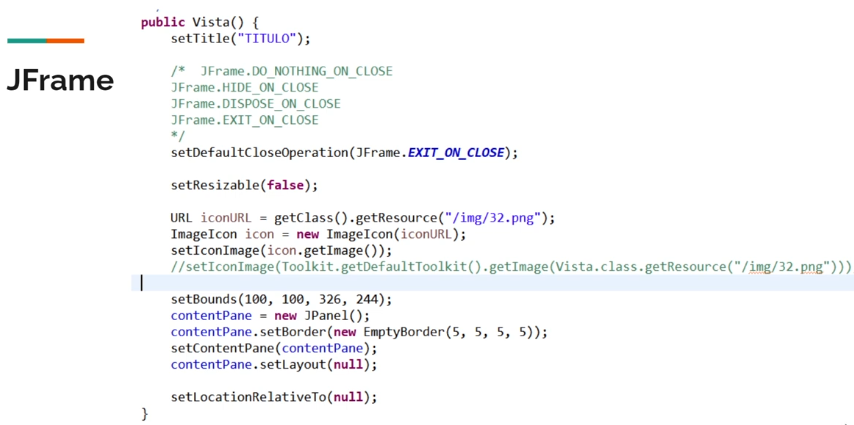 JFrame
public Vista() {
setTitle("TITULO");
/* JFrame.DO_NOTHING_ON_CLOSE
JFrame.HIDE_ON_CLOSE
JFrame.DISPOSE_ON_CLOSE
JFrame.EXIT_ON_CLOSE
*/
setDefaultCloseOperation(JFrame.EXIT_ON_CLOSE);
setResizable(false);
URL iconURL = getClass().getResource("/img/32.png");
ImageIcon icon = new ImageIcon(iconURL);
setIconImage(icon.getImage());
//setIconImage(Toolkit.getDefaultToolkit().getImage(Vista.class.getResource("/img/32.png")))
setBounds(100, 100, 326, 244);
contentPane = new JPanel();
contentPane.setBorder(new EmptyBorder(5, 5, 5, 5));
setContentPane(contentPane);
contentPane.setLayout(null);
setLocationRelativeTo(null);
}